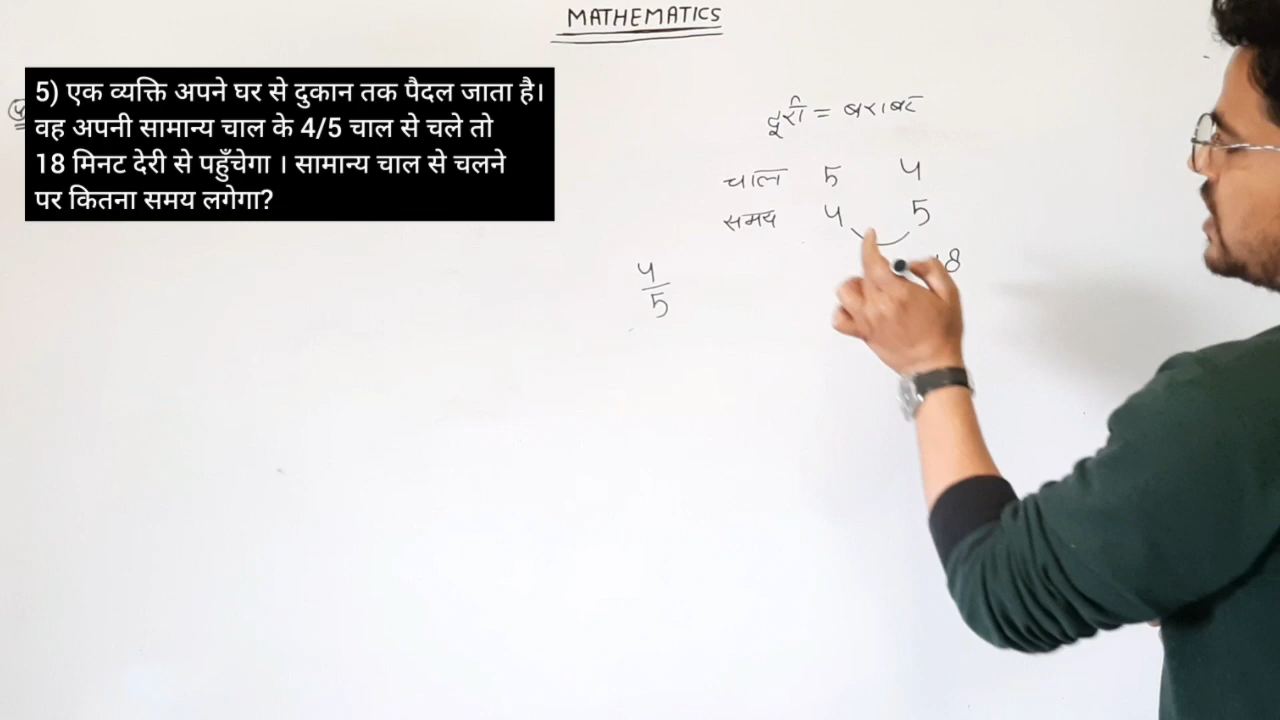 MATHEMATICS
5) एक व्यक्ति अपने घर से दुकान तक पैदल जाता है।
वह अपनी सामान्य चाल के 4/5 चाल से चले तो
18 मिनट देरी से पहुँचेगा । सामान्य चाल से चलने
पर कितना समय लगेगा?
दूरी = बराबर
चाल 5 4
समय 4 5
18
4
5